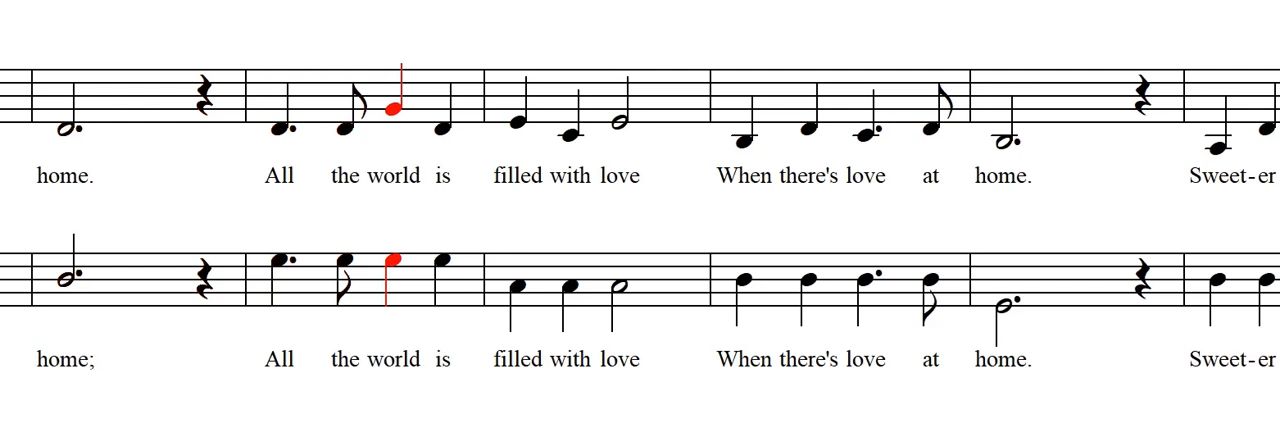 home. All the world is filled with love When there's love at home. Sweet-er
home; All the world is filled with love When there's love at home. Sweet-er